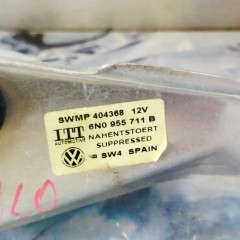 SWMP 404368 12V
ITT 6N0 955 711 B
AUTOMOTIVE NAHENTSTOERT
SUPPRESSED
SW4 SPAIN